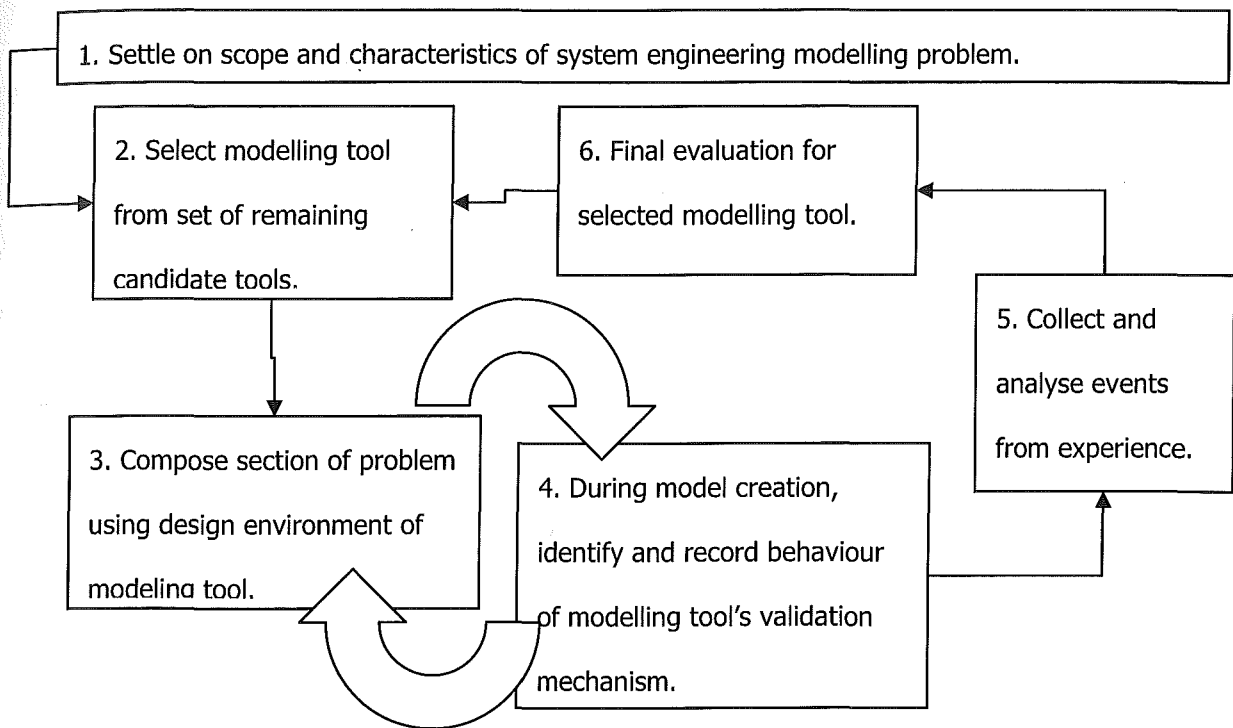 1. Settle on scope and characteristics of system engineering modelling problem.
2. Select modelling tool
from set of remaining
candidate tools.
3. Compose section of problem
using design environment of
modeling tool.
4. During model creation,
identify and record behaviour
of modelling tool's validation
mechanism.
5. Collect and
analyse events
from experience.
6. Final evaluation for
selected modelling tool.